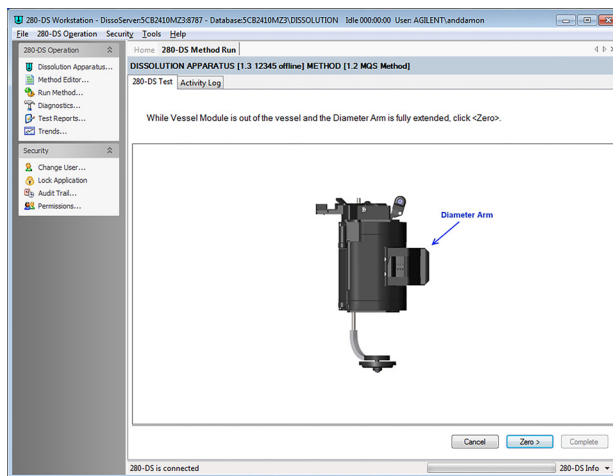 280-DS Workstation - DissoServer:5CB2410MZ3:8787 - Database:5CB2410MZ3\DISSOLUTION Idle 000:00:00 User: AGILENT\anddamon
File 280-DS Operation Security Tools Help
280-DS Operation
Dissolution Apparatus...
Method Editor...
Run Method...
Diagnostics...
Test Reports...
Trends...
Security
Change User...
Lock Application
Audit Trail...
Permissions...
Home 280-DS Method Run
DISSOLUTION APPARATUS [1.3 12345 offline] METHOD [1.2 MQS Method]
280-DS Test Activity Log
While Vessel Module is out of the vessel and the Diameter Arm is fully extended, click <Zero>.
Diameter Arm
Cancel Zero > Complete
280-DS is connected 280-DS Info